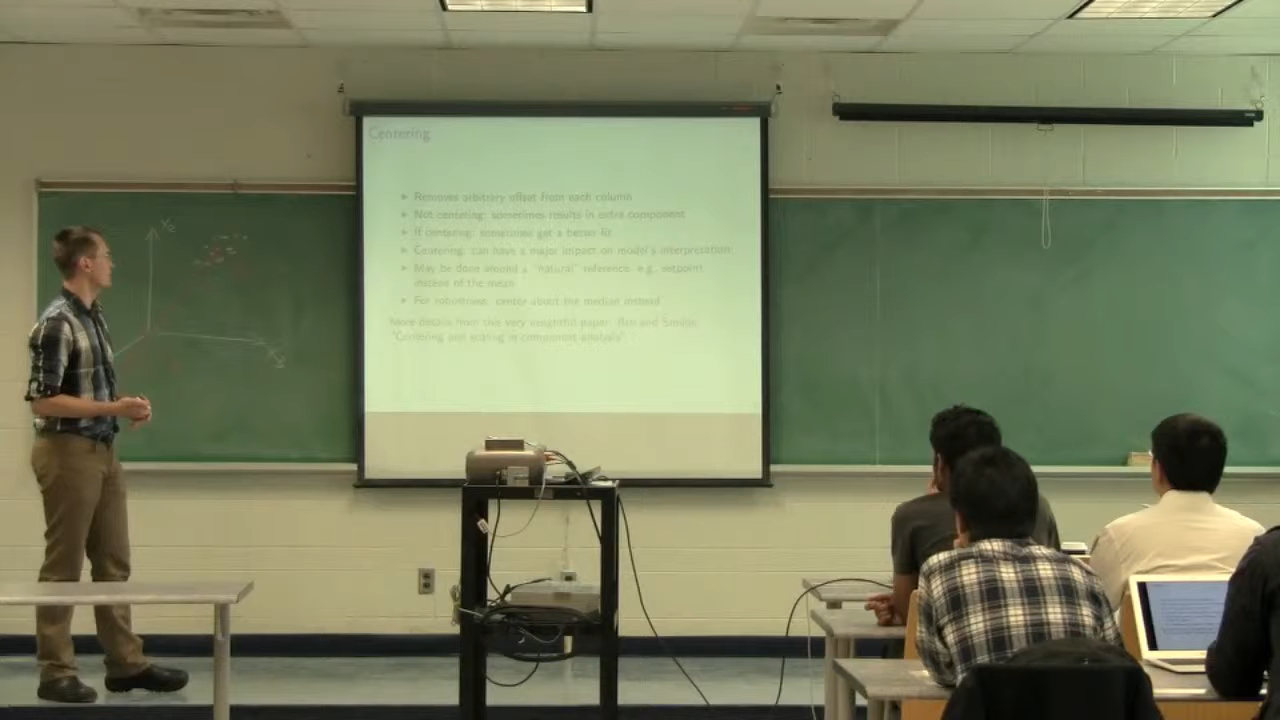 Centering
► Removes arbitrary offset from each column
► Not centering: sometimes results in extra component
► If centering: sometimes get a better fit
► Centering: can have a major impact on model's interpretation
► May be done around a "natural" reference e.g. setpoint
instead of the mean
► For robustness: center about the median instead
More details from this very insightful paper: Bro and Smilde
"Centering and scaling in component analysis".
X₂